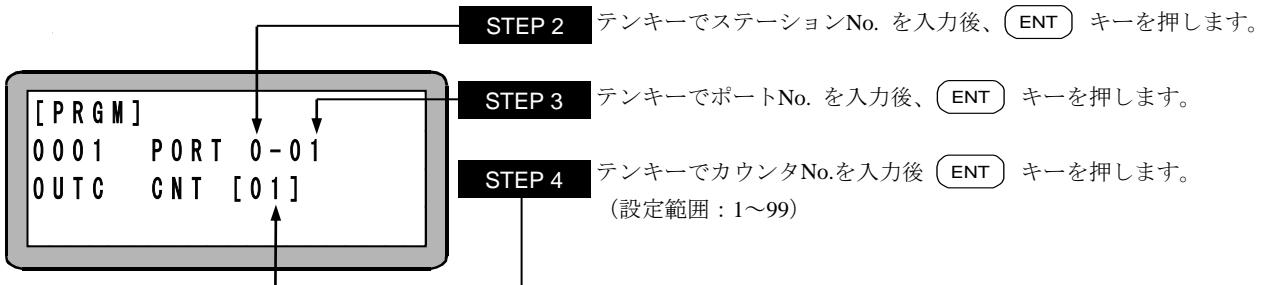 STEP 2 テンキーでステーションNo. を入力後、 ENT キーを押します。
STEP 3 テンキーでポートNo. を入力後、 ENT キーを押します。
[PRGM]
0001 PORT 0-01
OUTC CNT [01]
STEP 4 テンキーでカウンタNo.を入力後 ENT キーを押します。
（設定範囲：1～99）